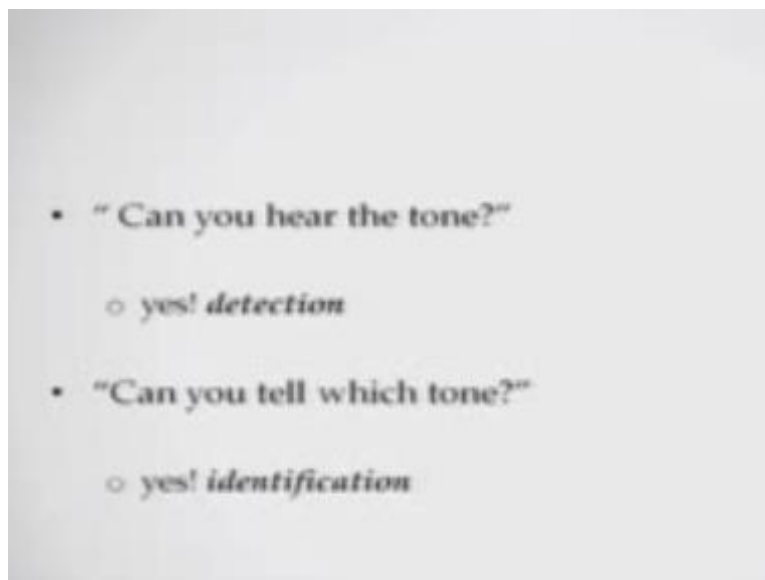 • " Can you hear the tone?"
o yes! detection
• "Can you tell which tone?"
o yes! identification